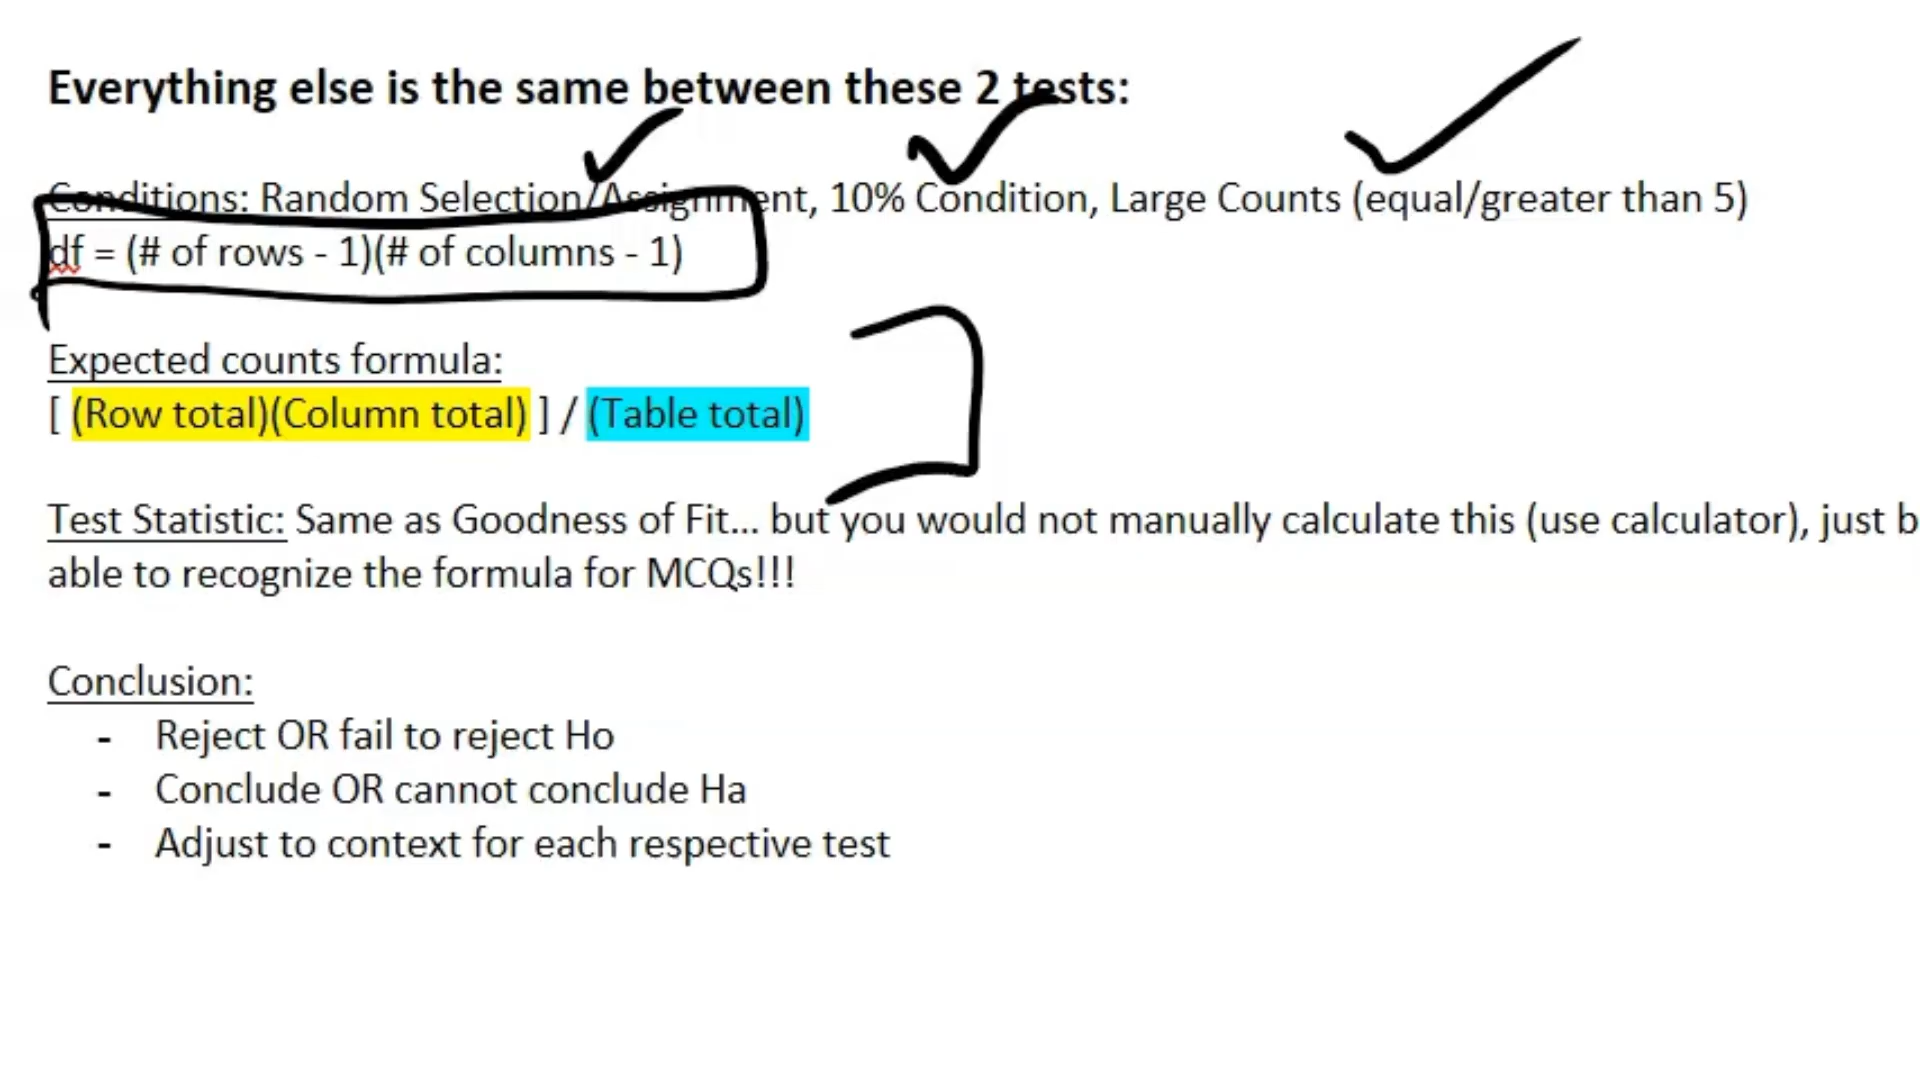 Everything else is the same between these 2 tests:
Conditions: Random Selection/Assignment, 10% Condition, Large Counts (equal/greater than 5)
df = (# of rows - 1)(# of columns - 1)
Expected counts formula:
[ (Row total)(Column total) ] / (Table total)
Test Statistic: Same as Goodness of Fit... but you would not manually calculate this (use calculator), just b
able to recognize the formula for MCQs!!!
Conclusion:
- Reject OR fail to reject Ho
- Conclude OR cannot conclude Ha
- Adjust to context for each respective test